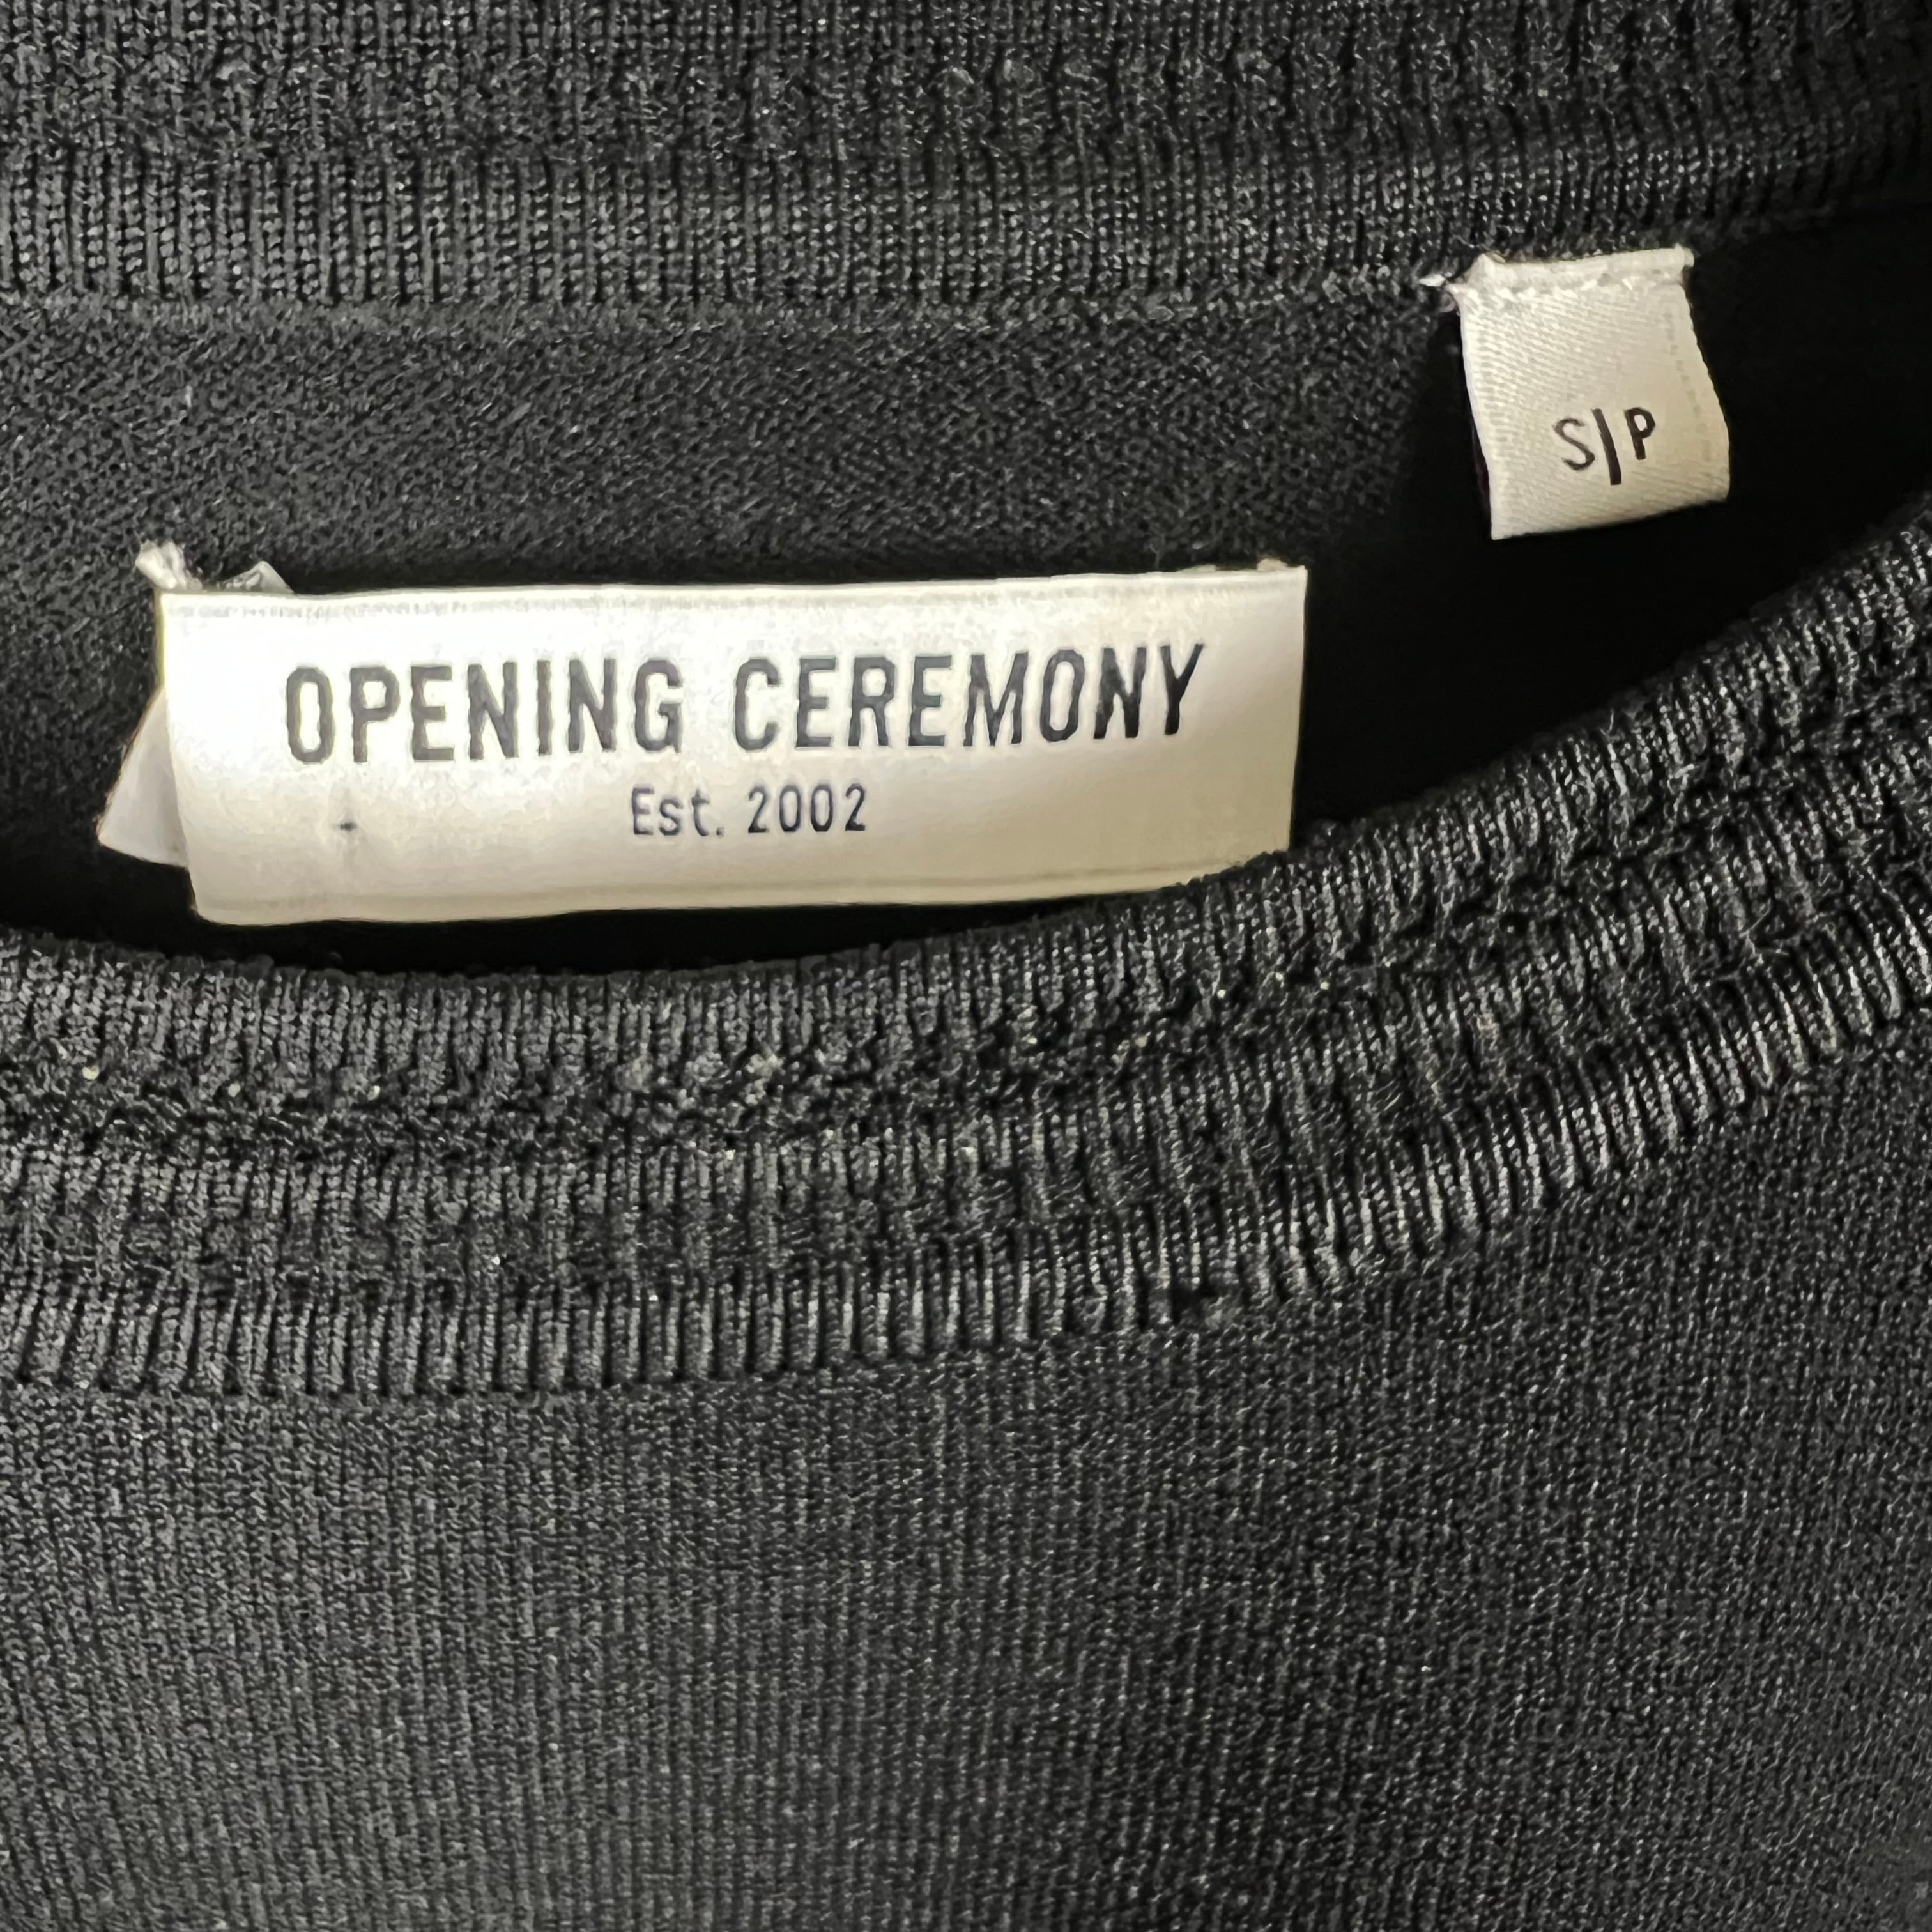 OPENING CEREMONY
Est. 2002
S|P